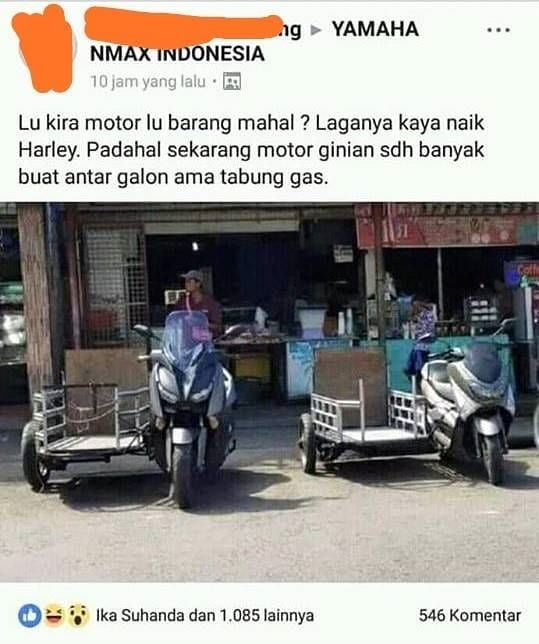 ng ▸ YAMAHA
NMAX INDONESIA
10 jam yang lalu ·
Lu kira motor lu barang mahal ? Laganya kaya naik
Harley. Padahal sekarang motor ginian sdh banyak
buat antar galon ama tabung gas.
Ika Suhanda dan 1.085 lainnya
546 Komentar